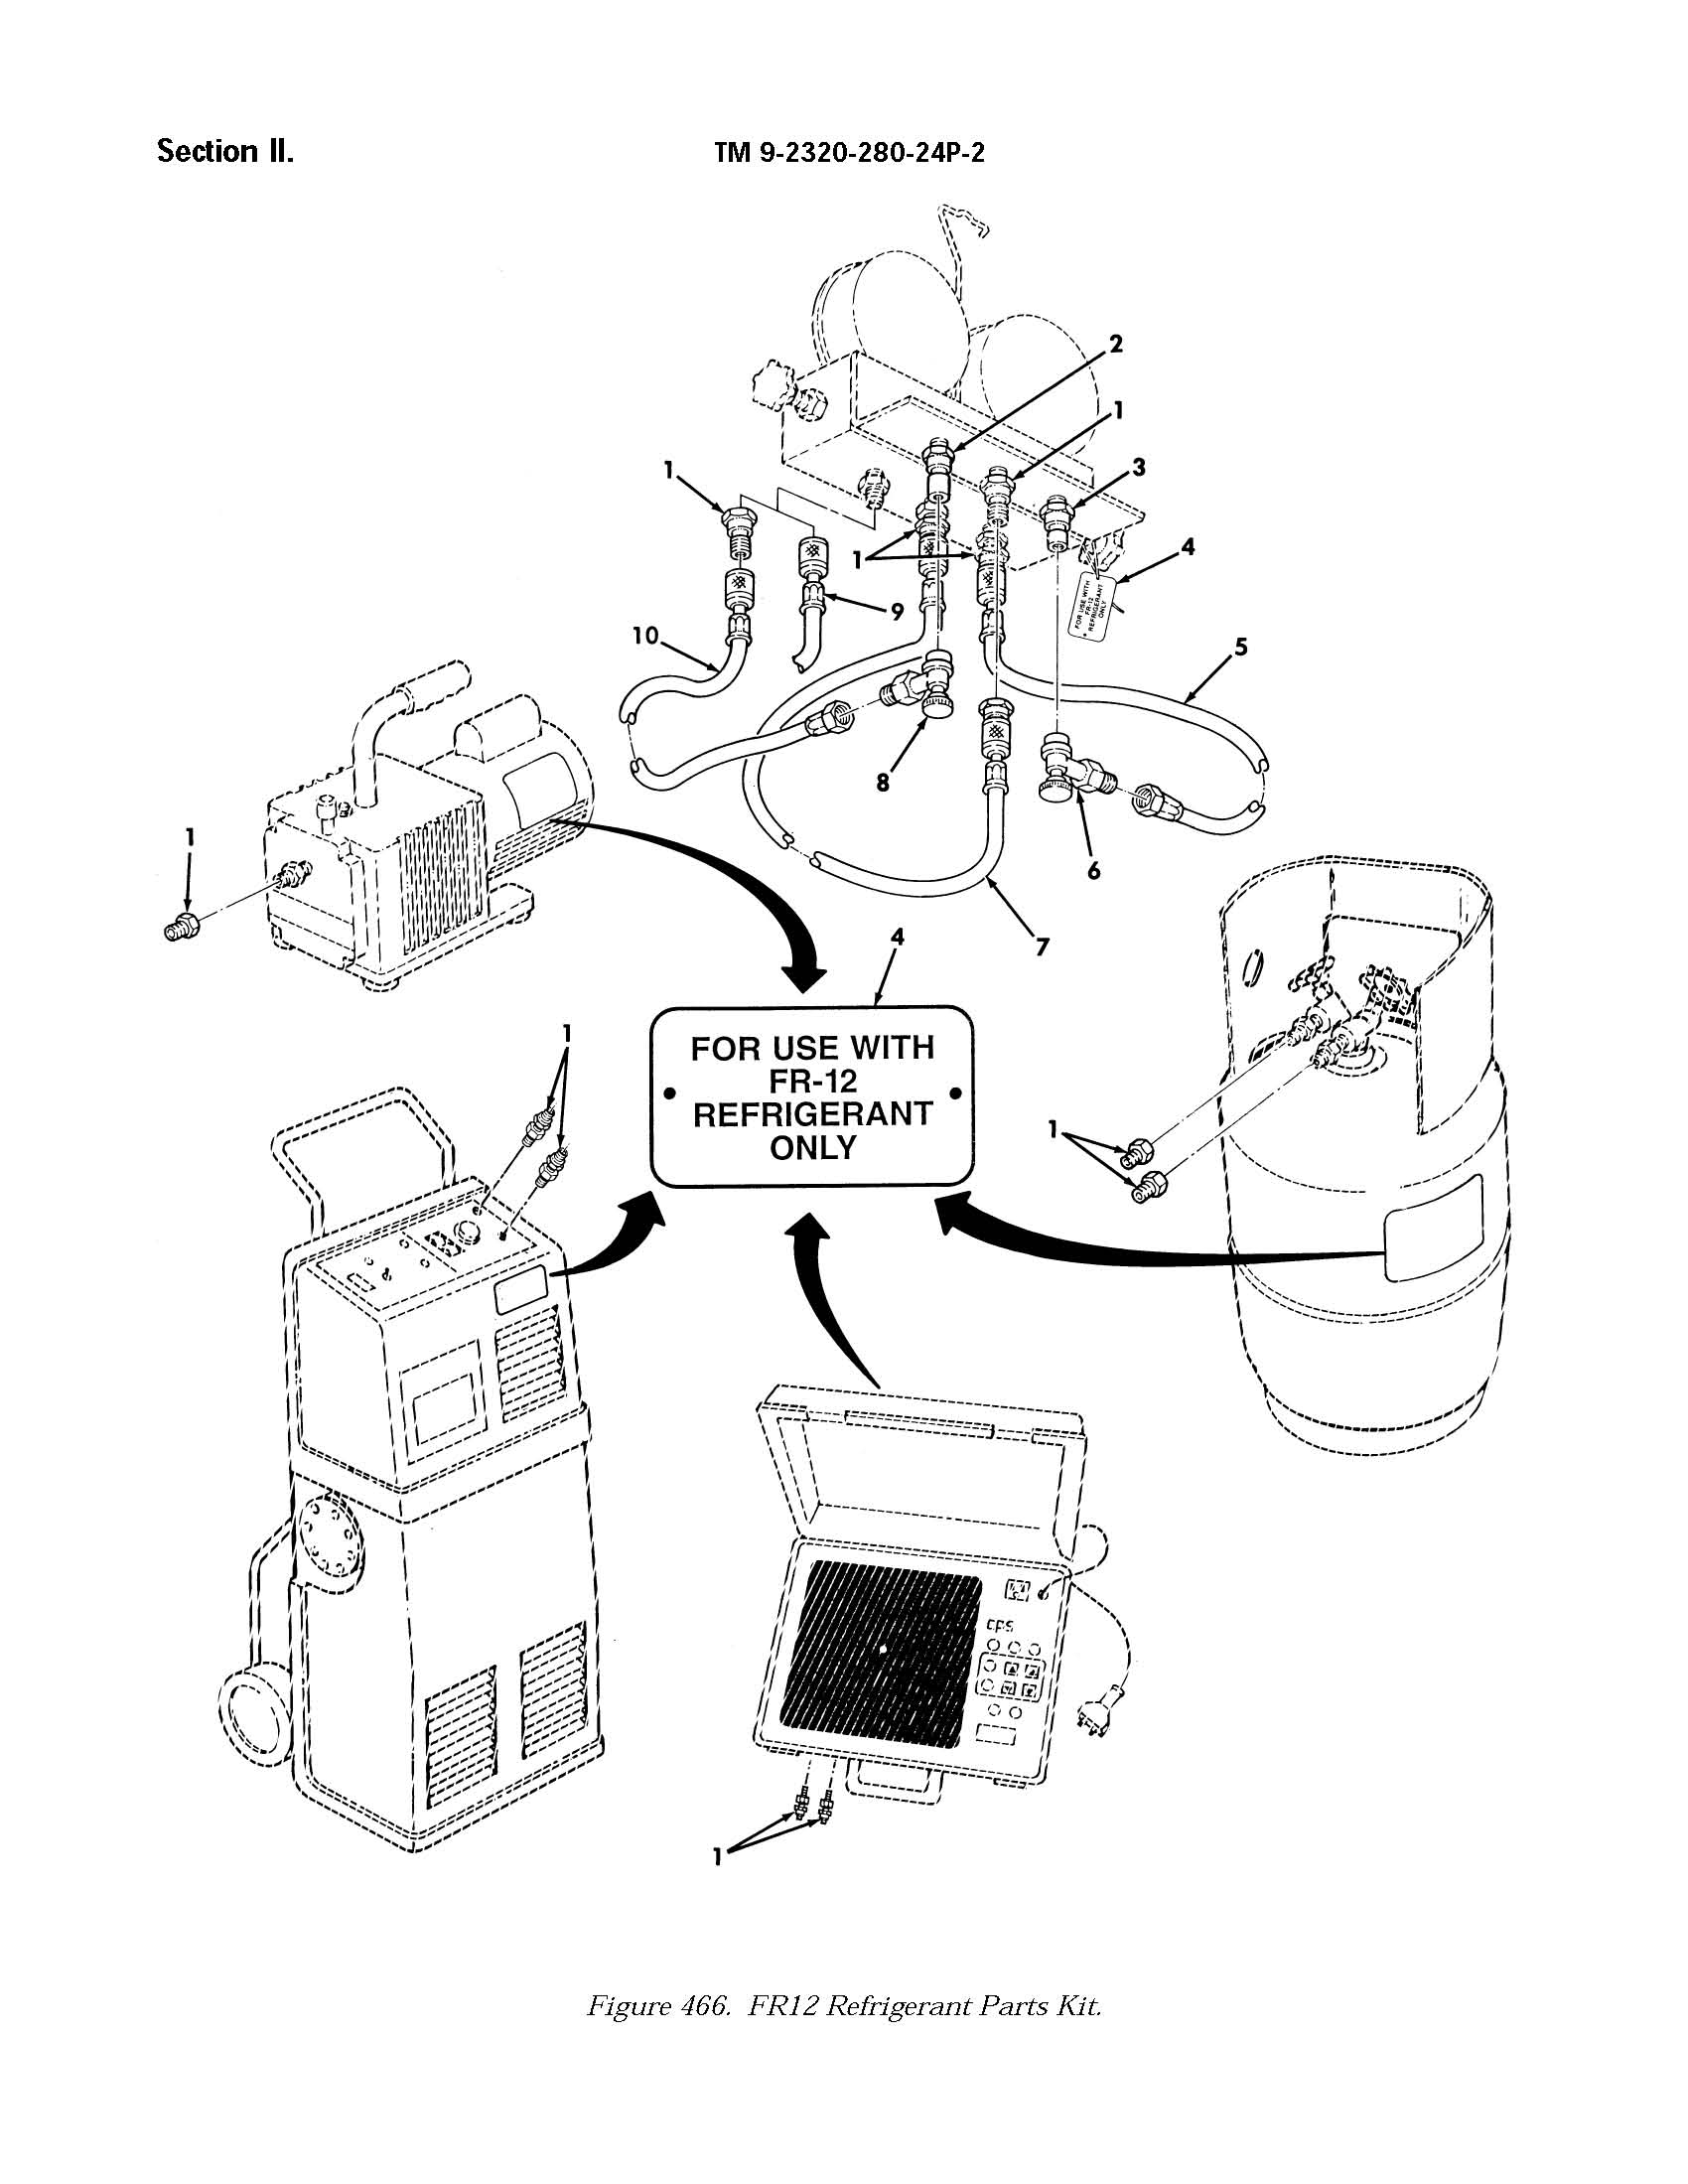 Section II.
TM 9-2320-280-24P-2
2
1
3
1
1
4
FOR USE WITH
FR-12
REFRIGERANT
ONLY
9
10
5
8
1
6
7
4
1
FOR USE WITH
FR-12
REFRIGERANT
ONLY
1
cps
1
Figure 466. FR12 Refrigerant Parts Kit.